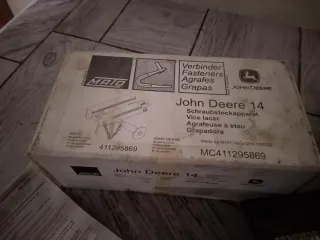 MATO
Verbinder
Fasteners
Agrafes
Grapas
JOHN DEERE
John Deere 14
Schraubstockapparat
Vice lacer
Agrafeuse à étau
Grapadora
411295869
MC411295869
John Deere 14